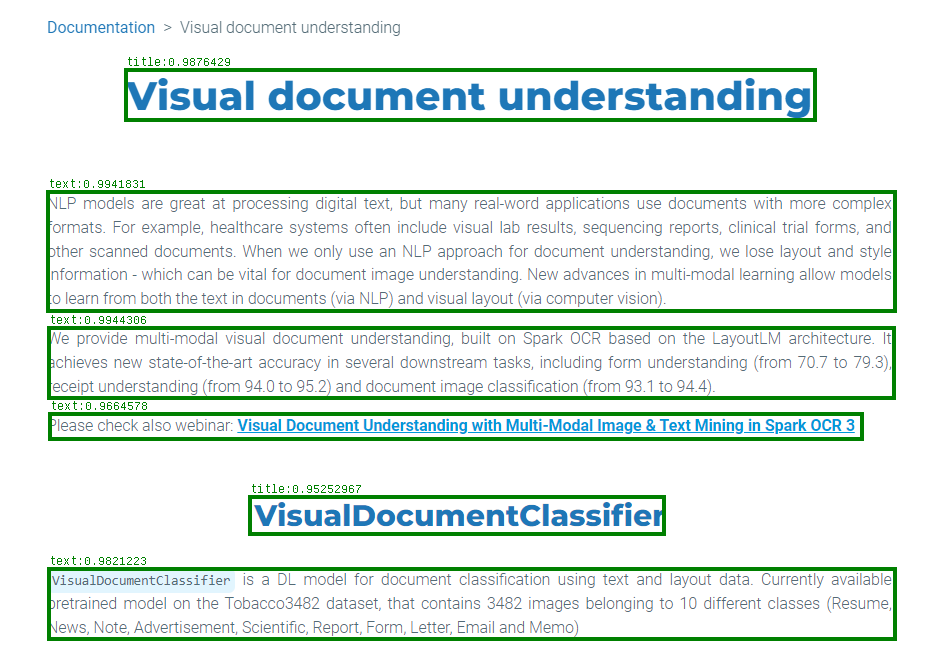 Documentation > Visual document understanding
title:0.9876429
Visual document understanding
text:0.9941831
NLP models are great at processing digital text, but many real-word applications use documents with more complex
formats. For example, healthcare systems often include visual lab results, sequencing reports, clinical trial forms, and
other scanned documents. When we only use an NLP approach for document understanding, we lose layout and style
information - which can be vital for document image understanding. New advances in multi-modal learning allow models
to learn from both the text in documents (via NLP) and visual layout (via computer vision).
text:0.9944306
We provide multi-modal visual document understanding, built on Spark OCR based on the LayoutLM architecture. It
achieves new state-of-the-art accuracy in several downstream tasks, including form understanding (from 70.7 to 79.3),
receipt understanding (from 94.0 to 95.2) and document image classification (from 93.1 to 94.4).
text:0.9664578
Please check also webinar: Visual Document Understanding with Multi-Modal Image & Text Mining in Spark OCR 3
title:0.95252967
VisualDocumentClassifier
text:0.9821223
VisualDocumentClassifier is a DL model for document classification using text and layout data. Currently available
pretrained model on the Tobacco3482 dataset, that contains 3482 images belonging to 10 different classes (Resume,
News, Note, Advertisement, Scientific, Report, Form, Letter, Email and Memo)